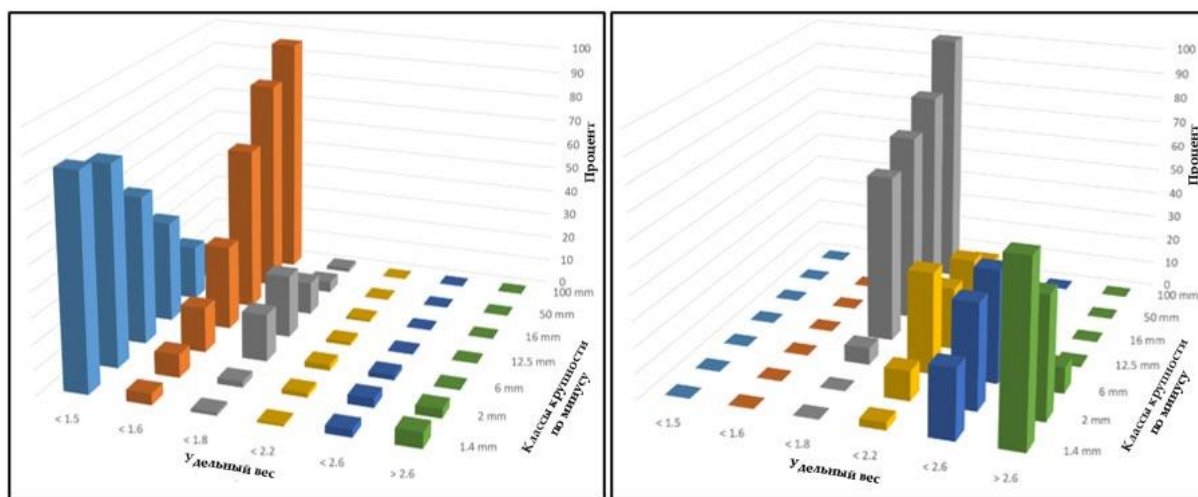 100
90
80
70
60
50
40
30
20
10
0
Процент
100 mm
50 mm
16 mm
12.5 mm
6 mm
2 mm
1.4 mm
Классы крупности
по минусу
< 1.5
< 1.6
< 1.8
< 2.2
< 2.6
> 2.6
Удельный вес
100
90
80
70
60
50
40
30
20
10
0
Процент
100 mm
50 mm
16 mm
12.5 mm
6 mm
2 mm
1.4 mm
Классы крупности
по минусу
< 1.5
< 1.6
< 1.8
< 2.2
< 2.6
> 2.6
Удельный вес